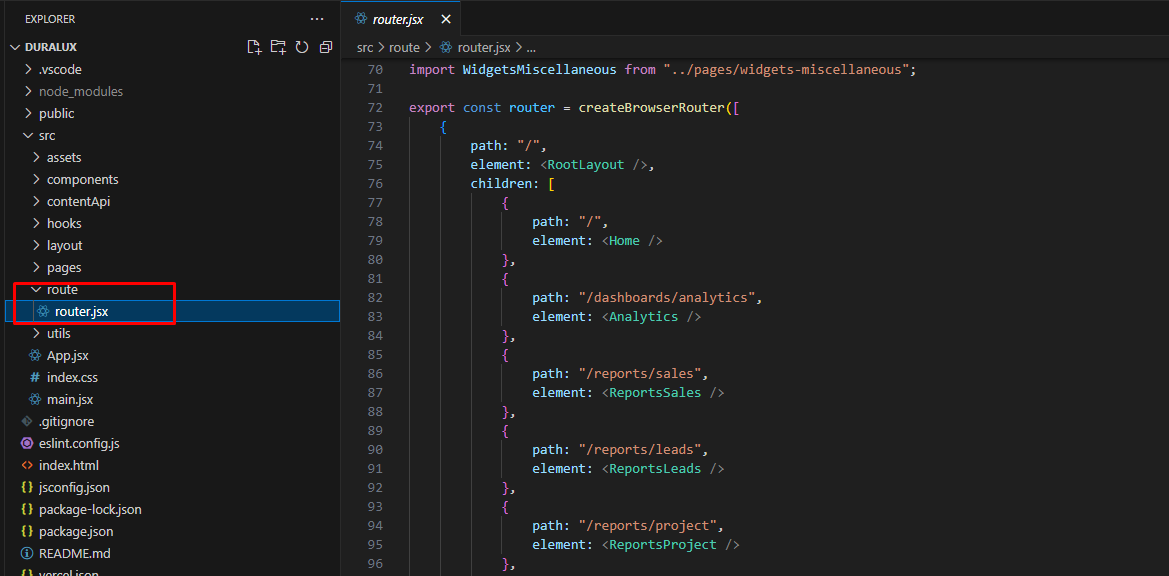 EXPLORER
DURALUX
.vscode
node_modules
public
src
assets
components
contentApi
hooks
layout
pages
route
router.jsx
utils
App.jsx
index.css
main.jsx
.gitignore
eslint.config.js
index.html
jsconfig.json
package-lock.json
package.json
README.md
vercel.json
router.jsx
src > route > router.jsx > ...
70 import WidgetsMiscellaneous from "../pages/widgets-miscellaneous";
71
72 export const router = createBrowserRouter([
73 {
74 path: "/",
75 element: <RootLayout />,
76 children: [
77 {
78 path: "/",
79 element: <Home />
80 },
81 {
82 path: "/dashboards/analytics",
83 element: <Analytics />
84 },
85 {
86 path: "/reports/sales",
87 element: <ReportsSales />
88 },
89 {
90 path: "/reports/leads",
91 element: <ReportsLeads />
92 },
93 {
94 path: "/reports/project",
95 element: <ReportsProject />
96 },